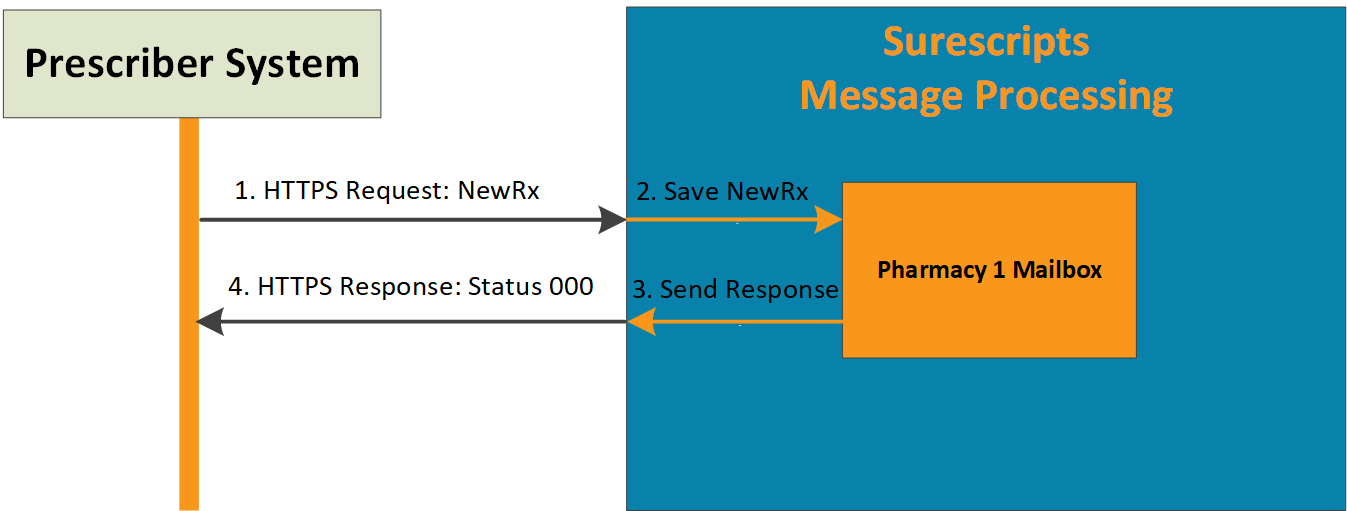 Prescriber System
Surescripts
Message Processing
1. HTTPS Request: NewRx
2. Save NewRx
Pharmacy 1 Mailbox
4. HTTPS Response: Status 000
3. Send Response